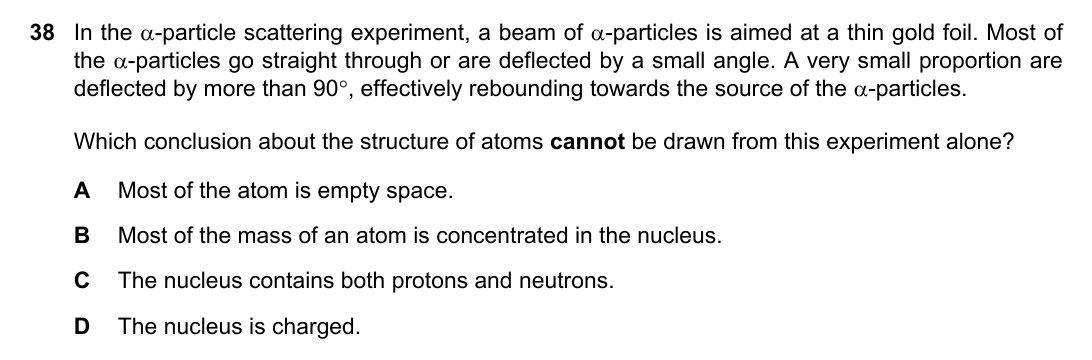 38 In the α-particle scattering experiment, a beam of α-particles is aimed at a thin gold foil. Most of
the α-particles go straight through or are deflected by a small angle. A very small proportion are
deflected by more than 90°, effectively rebounding towards the source of the α-particles.
Which conclusion about the structure of atoms cannot be drawn from this experiment alone?
A Most of the atom is empty space.
B Most of the mass of an atom is concentrated in the nucleus.
C The nucleus contains both protons and neutrons.
D The nucleus is charged.